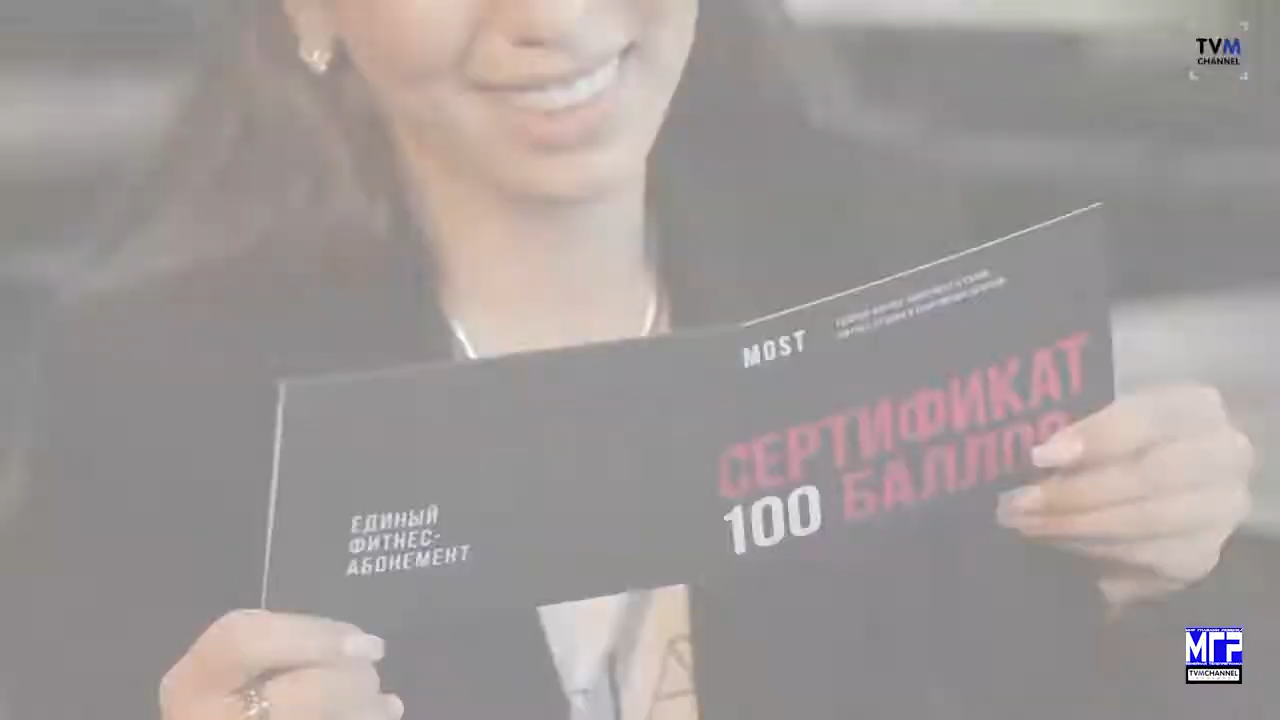 TVM
CHANNEL
MOST
СЕРТИФИКАТ
100 БАЛЛОВ
ЕДИНЫЙ
ФИТНЕС-
АБОНЕМЕНТ
МГР
TVMCHANNEL